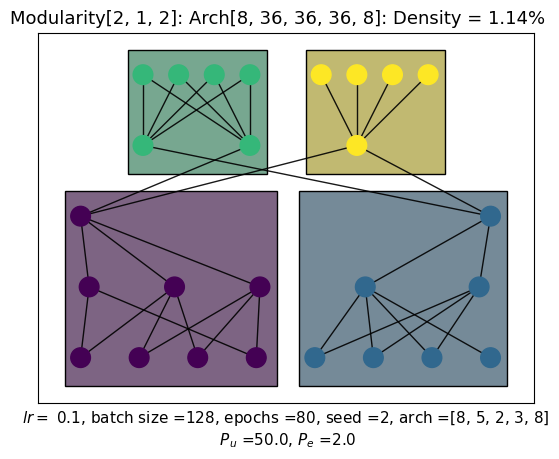 Modularity[2, 1, 2]: Arch[8, 36, 36, 36, 8]: Density = 1.14%
lr = 0.1, batch size =128, epochs =80, seed =2, arch =[8, 5, 2, 3, 8]
P_u =50.0, P_e =2.0